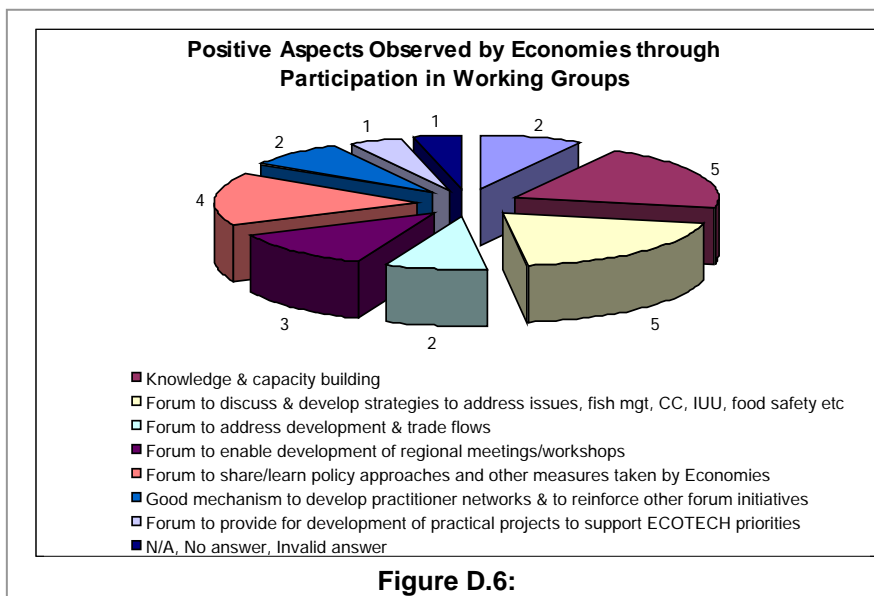 Positive Aspects Observed by Economies through
Participation in Working Groups
1
1
2
2
5
4
3
2
5
Knowledge & capacity building
Forum to discuss & develop strategies to address issues, fish mgt, CC, IUU, food safety etc
Forum to address development & trade flows
Forum to enable development of regional meetings/workshops
Forum to share/learn policy approaches and other measures taken by Economies
Good mechanism to develop practitioner networks & to reinforce other forum initiatives
Forum to provide for development of practical projects to support ECOTECH priorities
N/A, No answer, Invalid answer
Figure D.6: